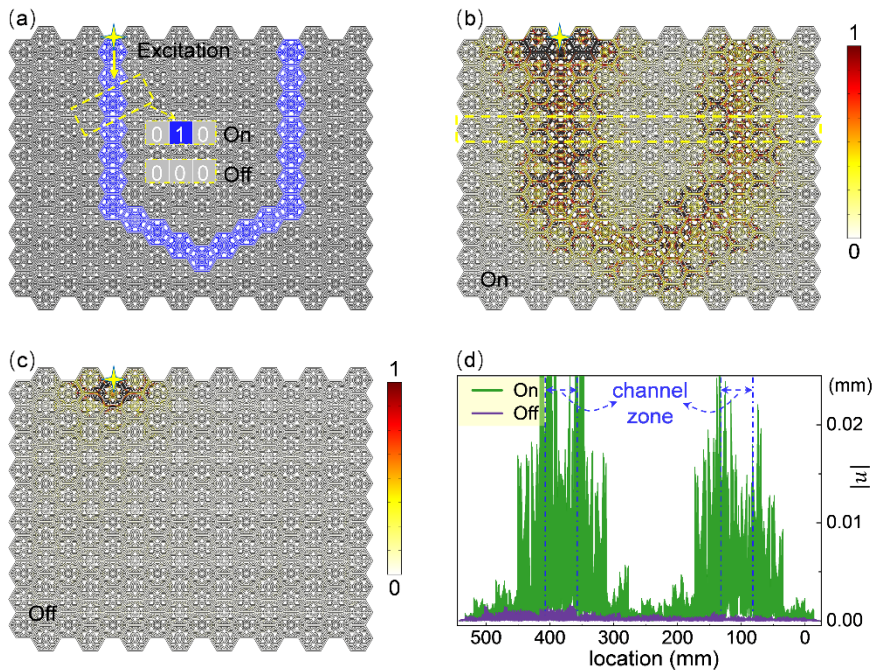 (a)
Excitation
0 1 0 On
0 0 0 Off
(b)
On
1
0
(c)
Off
1
0
(d)
On
Off
channel
zone
(mm)
0.02
0.01
0.00
|u|
500 400 300 200 100 0
location (mm)